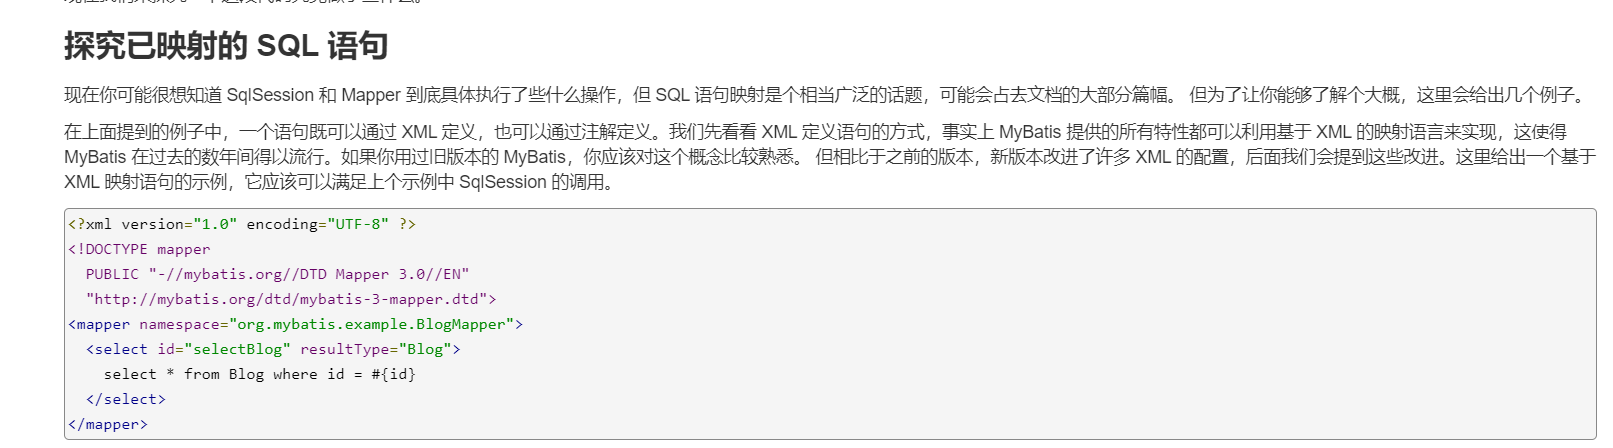 探究已映射的 SQL 语句
现在你可能很想知道 SqlSession 和 Mapper 到底具体执行了些什么操作，但 SQL 语句映射是个相当广泛的话题，可能会占去文档的大部分篇幅。 但为了让你能够了解个大概，这里会给出几个例子。
在上面提到的例子中，一个语句既可以通过 XML 定义，也可以通过注解定义。我们先看看 XML 定义语句的方式，事实上 MyBatis 提供的所有特性都可以利用基于 XML 的映射语言来实现，这使得
MyBatis 在过去的数年间得以流行。如果你用过旧版本的 MyBatis，你应该对这个概念比较熟悉。 但相比于之前的版本，新版本改进了许多 XML 的配置，后面我们会提到这些改进。这里给出一个基于
XML 映射语句的示例，它应该可以满足上个示例中 SqlSession 的调用。
<?xml version="1.0" encoding="UTF-8" ?>
<!DOCTYPE mapper
  PUBLIC "-//mybatis.org//DTD Mapper 3.0//EN"
  "http://mybatis.org/dtd/mybatis-3-mapper.dtd">
<mapper namespace="org.mybatis.example.BlogMapper">
  <select id="selectBlog" resultType="Blog">
    select * from Blog where id = #{id}
  </select>
</mapper>